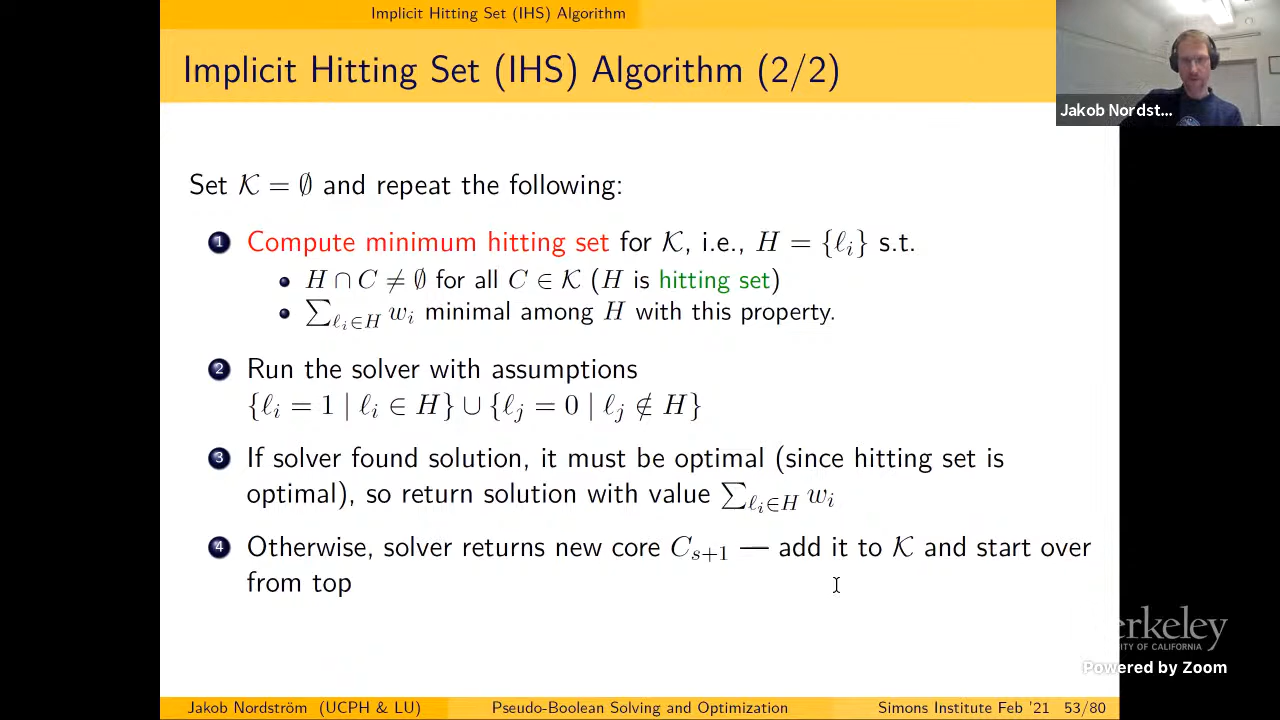 Implicit Hitting Set (IHS) Algorithm
Implicit Hitting Set (IHS) Algorithm (2/2)
Jakob Nordst...
Set 𝒦 = ∅ and repeat the following:
1 Compute minimum hitting set for 𝒦, i.e., H = {ℓ_i} s.t.
• H ∩ C ≠ ∅ for all C ∈ 𝒦 (H is hitting set)
• ∑_{ℓ_i∈H} w_i minimal among H with this property.
2 Run the solver with assumptions
{ℓ_i = 1 | ℓ_i ∈ H} ∪ {ℓ_j = 0 | ℓ_j ∉ H}
3 If solver found solution, it must be optimal (since hitting set is
optimal), so return solution with value ∑_{ℓ_i∈H} w_i
4 Otherwise, solver returns new core C_{s+1} — add it to 𝒦 and start over
from top
Powered by Zoom
Jakob Nordström (UCPH & LU) Pseudo-Boolean Solving and Optimization Simons Institute Feb '21 53/80